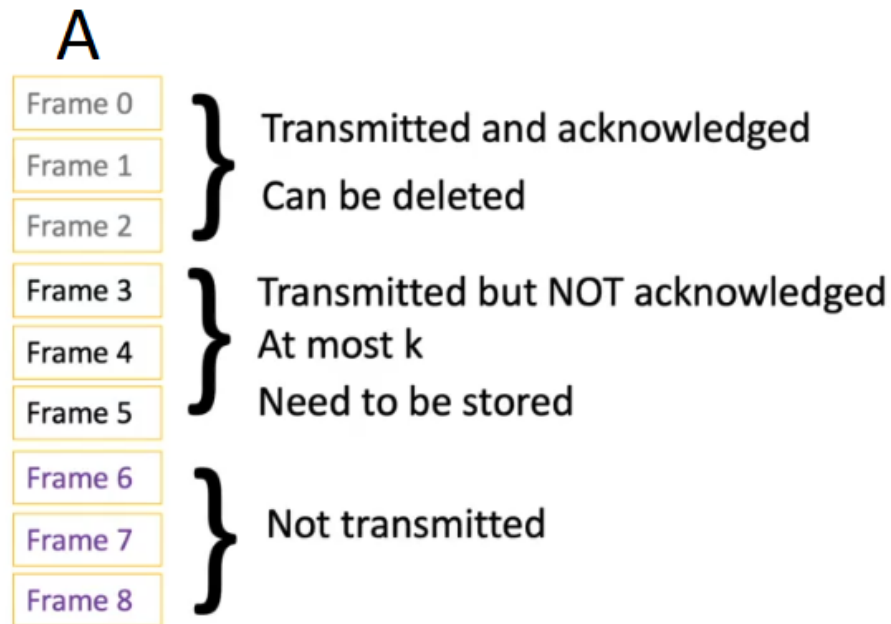 A
Frame 0
Frame 1
Frame 2
Transmitted and acknowledged
Can be deleted
Frame 3
Frame 4
Frame 5
Transmitted but NOT acknowledged
At most k
Need to be stored
Frame 6
Frame 7
Frame 8
Not transmitted